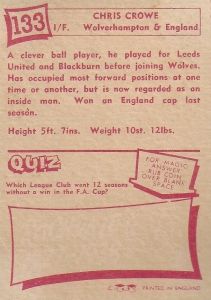 133
CHRIS CROWE
I/F. Wolverhampton & England
A clever ball player, he played for Leeds
United and Blackburn before joining Wolves.
Has occupied most forward positions at one
time or another, but is now regarded as an
inside man. Won an England cap last
season.
Height 5ft. 7ins. Weight 10st. 12lbs.
QUIZ
Which League Club went 12 seasons
without a win in the F.A. Cup?
FOR MAGIC
ANSWER
RUB COIN
OVER BLANK
SPACE
PRINTED IN ENGLAND